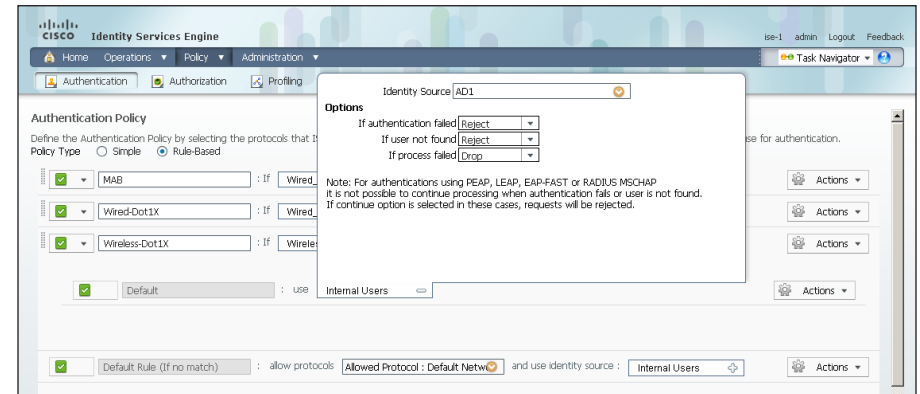 CISCO Identity Services Engine
ise-1 admin Logout Feedback
Home Operations Policy Administration
Task Navigator
Authentication Authorization Profiling
Identity Source AD1
Options
If authentication failed Reject
If user not found Reject
If process failed Drop
Note: For authentications using PEAP, LEAP, EAP-FAST or RADIUS MSCHAP
it is not possible to continue processing when authentication fails or user is not found.
If continue option is selected in these cases, requests will be rejected.
Authentication Policy
Define the Authentication Policy by selecting the protocols that use for authentication.
Policy Type Simple Rule-Based
MAB : If Wired_ Actions
Wired-Dot1X : If Wired_ Actions
Wireless-Dot1X : If Actions
Default : use Internal Users Actions
Default Rule (If no match) : allow protocols Allowed Protocol : Default and use identity source : Internal Users Actions